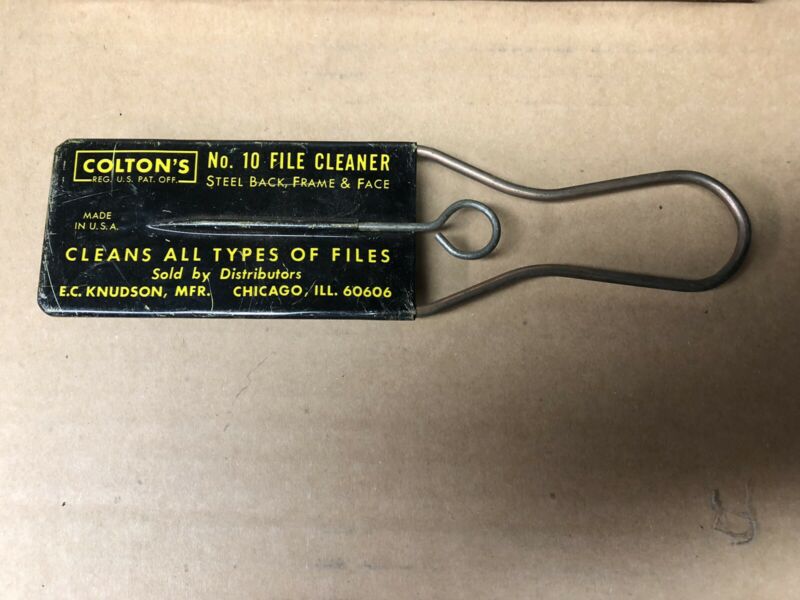 COLTON'S
REG. U.S. PAT. OFF.
No. 10 FILE CLEANER
STEEL BACK, FRAME & FACE
MADE
IN U.S.A.
CLEANS ALL TYPES OF FILES
Sold by Distributors
E.C. KNUDSON, MFR. CHICAGO, ILL. 60606